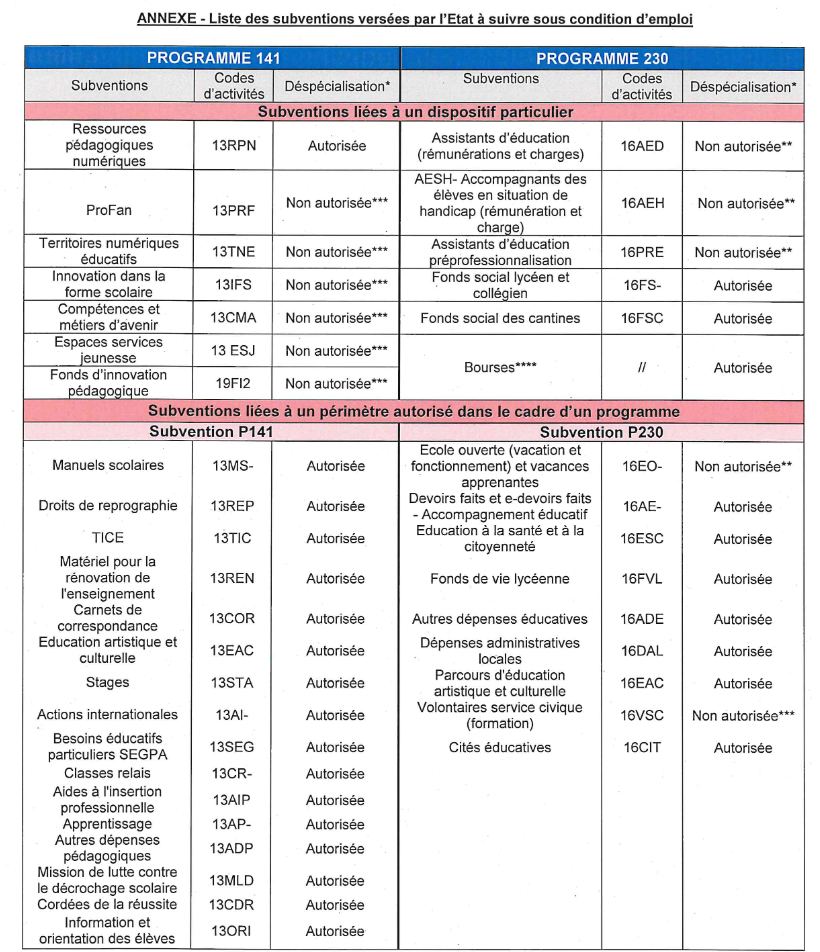 ANNEXE - Liste des subventions versées par l'Etat à suivre sous condition d'emploi
PROGRAMME 141
PROGRAMME 230
Subventions
Codes
d'activités
Déspécialisation*
Subventions
Codes
d'activités
Déspécialisation*
Subventions liées à un dispositif particulier
Ressources
pédagogiques
numériques
13RPN
Autorisée
Assistants d'éducation
(rémunérations et charges)
16AED
Non autorisée**
ProFan
13PRF
Non autorisée***
AESH- Accompagnants des
élèves en situation de
handicap (rémunération et
charge)
16AEH
Non autorisée**
Territoires numériques
éducatifs
13TNE
Non autorisée***
Assistants d'éducation
préprofessionnalisation
16PRE
Non autorisée**
Innovation dans la
forme scolaire
13IFS
Non autorisée***
Fonds social lycéen et
collégien
16FS-
Autorisée
Compétences et
métiers d'avenir
13CMA
Non autorisée***
Fonds social des cantines
16FSC
Autorisée
Espaces services
jeunesse
13 ESJ
Non autorisée***
Bourses****
//
Autorisée
Fonds d'innovation
pédagogique
19FI2
Non autorisée***
Subventions liées à un périmètre autorisé dans le cadre d'un programme
Subvention P141
Subvention P230
Manuels scolaires
13MS-
Autorisée
Ecole ouverte (vacation et
fonctionnement) et vacances
apprenantes
16EO-
Non autorisée**
Droits de reprographie
13REP
Autorisée
Devoirs faits et e-devoirs faits
- Accompagnement éducatif
16AE-
Autorisée
TICE
13TIC
Autorisée
Education à la santé et à la
citoyenneté
16ESC
Autorisée
Matériel pour la
rénovation de
l'enseignement
13REN
Autorisée
Fonds de vie lycéenne
16FVL
Autorisée
Carnets de
correspondance
13COR
Autorisée
Autres dépenses éducatives
16ADE
Autorisée
Education artistique et
culturelle
13EAC
Autorisée
Dépenses administratives
locales
16DAL
Autorisée
Stages
13STA
Autorisée
Parcours d'éducation
artistique et culturelle
16EAC
Autorisée
Actions internationales
13AI-
Autorisée
Volontaires service civique
(formation)
16VSC
Non autorisée***
Besoins éducatifs
particuliers SEGPA
13SEG
Autorisée
Cités éducatives
16CIT
Autorisée
Classes relais
13CR-
Autorisée
Aides à l'insertion
professionnelle
13AIP
Autorisée
Apprentissage
13AP-
Autorisée
Autres dépenses
pédagogiques
13ADP
Autorisée
Mission de lutte contre
le décrochage scolaire
13MLD
Autorisée
Cordées de la réussite
13CDR
Autorisée
Information et
orientation des élèves
13ORI
Autorisée